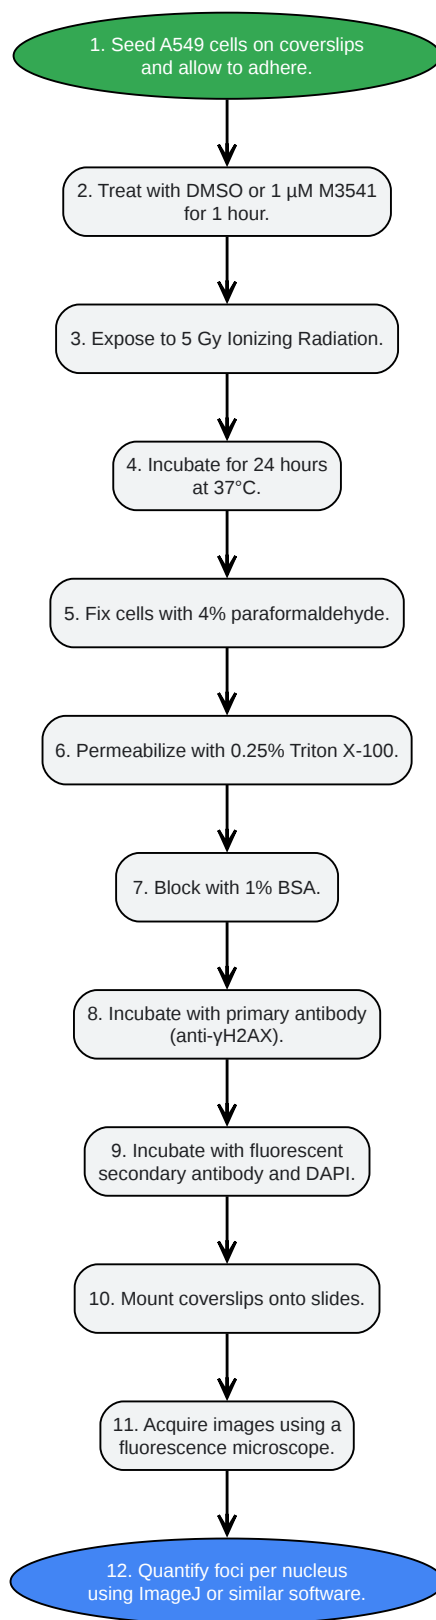 1. Seed A549 cells on coverslips
and allow to adhere.
2. Treat with DMSO or 1 µM M3541
for 1 hour.
3. Expose to 5 Gy Ionizing Radiation.
4. Incubate for 24 hours
at 37°C.
5. Fix cells with 4% paraformaldehyde.
6. Permeabilize with 0.25% Triton X-100.
7. Block with 1% BSA.
8. Incubate with primary antibody
(anti-γH2AX).
9. Incubate with fluorescent
secondary antibody and DAPI.
10. Mount coverslips onto slides.
11. Acquire images using a
fluorescence microscope.
12. Quantify foci per nucleus
using ImageJ or similar software.